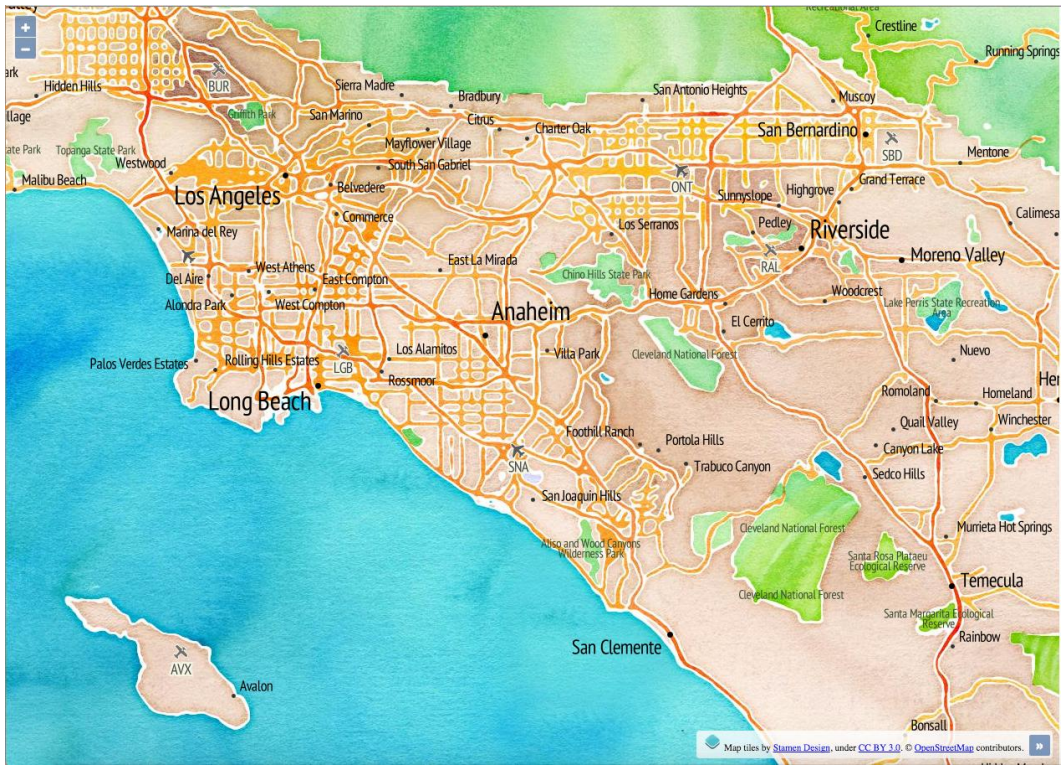 +
−
Crestline
Running Springs
Hidden Hills
BUR
Griffith Park
Sierra Madre
Bradbury
San Antonio Heights
Muscoy
San Marino
Citrus
Charter Oak
San Bernardino
SBD
Mayflower Village
Topanga State Park
Westwood
South San Gabriel
Mentone
Malibu Beach
Los Angeles
Belvedere
ONT
Sunnyslope
Highgrove
Grand Terrace
Commerce
Los Serranos
Pedley
Riverside
Calimesa
Marina del Rey
RAL
Moreno Valley
Del Aire
West Athens
East La Mirada
Chino Hills State Park
East Compton
Alondra Park
West Compton
Home Gardens
Woodcrest
Lake Perris State Recreation
Area
Anaheim
El Cerrito
Palos Verdes Estates
Rolling Hills Estates
LGB
Los Alamitos
Villa Park
Cleveland National Forest
Nuevo
Rossmoor
Long Beach
Romoland
Homeland
Foothill Ranch
Portola Hills
Quail Valley
Winchester
SNA
Canyon Lake
Trabuco Canyon
Sedco Hills
San Joaquin Hills
Cleveland National Forest
Murrieta Hot Springs
Aliso and Wood Canyons
Wilderness Park
Santa Rosa Plataeu
Ecological Reserve
Temecula
Cleveland National Forest
Santa Margarita Ecological
Reserve
San Clemente
Rainbow
AVX
Avalon
Bonsall
Map tiles by Stamen Design, under CC BY 3.0. © OpenStreetMap contributors. »